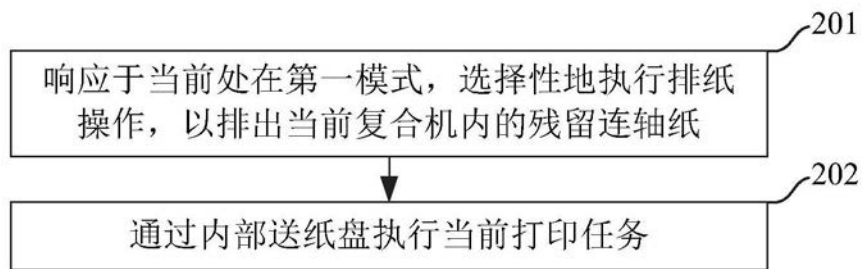 201
响应于当前处在第一模式，选择性地执行排纸
操作，以排出当前复合机内的残留连轴纸
202
通过内部送纸盘执行当前打印任务